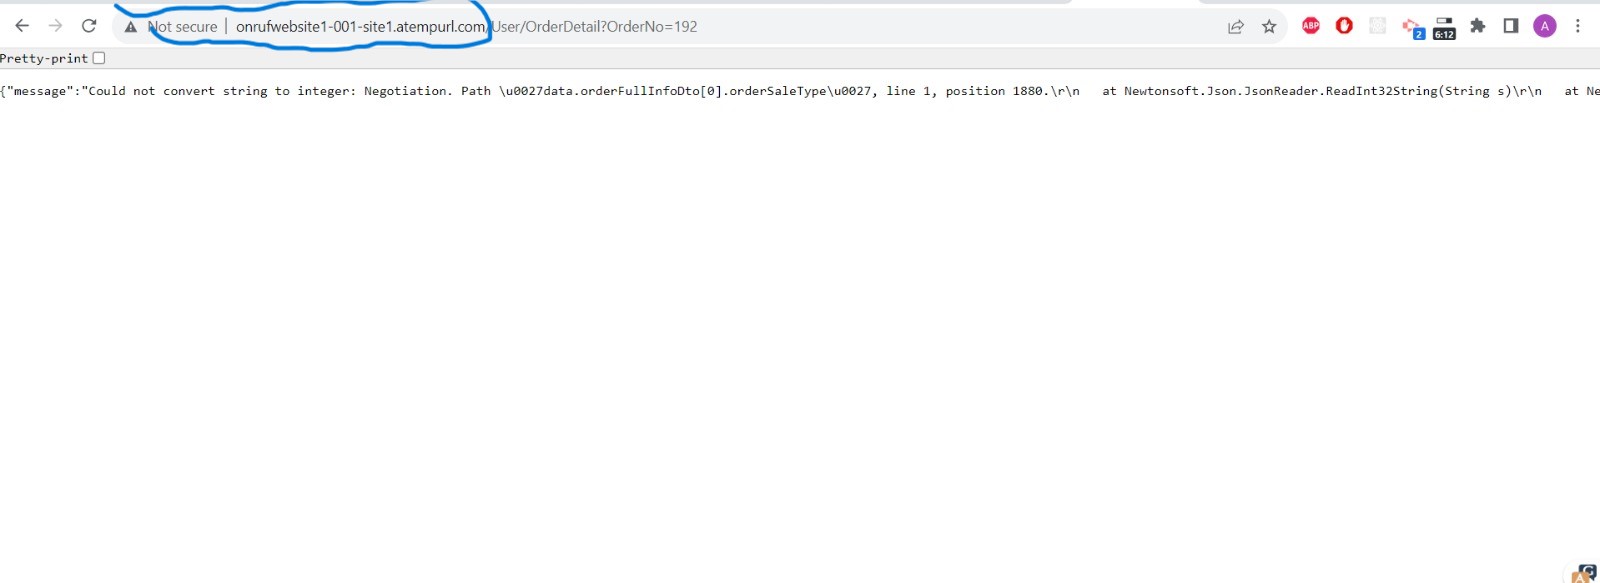 Not secure | onrufwebsite1-001-site1.atempurl.com/User/OrderDetail?OrderNo=192
ABP
2
6:12
A
Pretty-print
{"message":"Could not convert string to integer: Negotiation. Path \u0027data.orderFullInfoDto[0].orderSaleType\u0027, line 1, position 1880.\r\n   at Newtonsoft.Json.JsonReader.ReadInt32String(String s)\r\n   at Ne